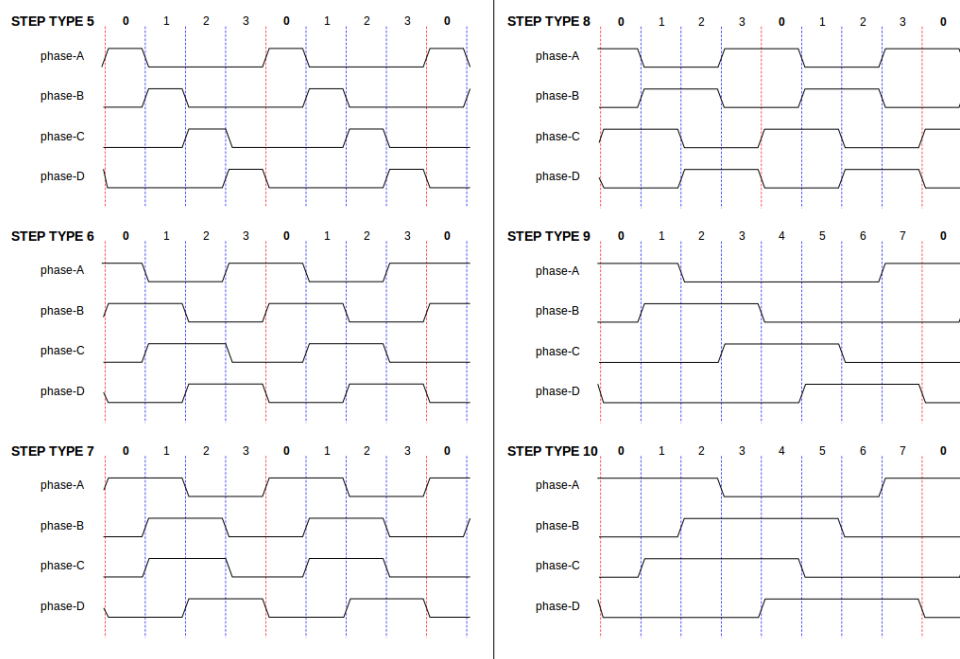 STEP TYPE 5 0 1 2 3 0 1 2 3 0
phase-A
phase-B
phase-C
phase-D
STEP TYPE 6 0 1 2 3 0 1 2 3 0
phase-A
phase-B
phase-C
phase-D
STEP TYPE 7 0 1 2 3 0 1 2 3 0
phase-A
phase-B
phase-C
phase-D
STEP TYPE 8 0 1 2 3 0 1 2 3 0
phase-A
phase-B
phase-C
phase-D
STEP TYPE 9 0 1 2 3 4 5 6 7 0
phase-A
phase-B
phase-C
phase-D
STEP TYPE 10 0 1 2 3 4 5 6 7 0
phase-A
phase-B
phase-C
phase-D